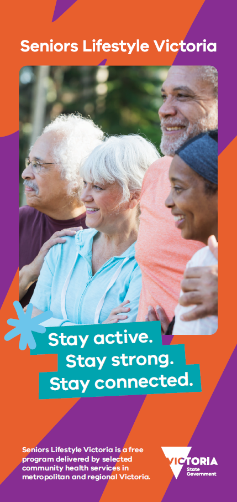 Seniors Lifestyle Victoria
Stay active.
Stay strong.
Stay connected.
Seniors Lifestyle Victoria is a free
program delivered by selected
community health services in
metropolitan and regional Victoria.
VICTORIA
State
Government